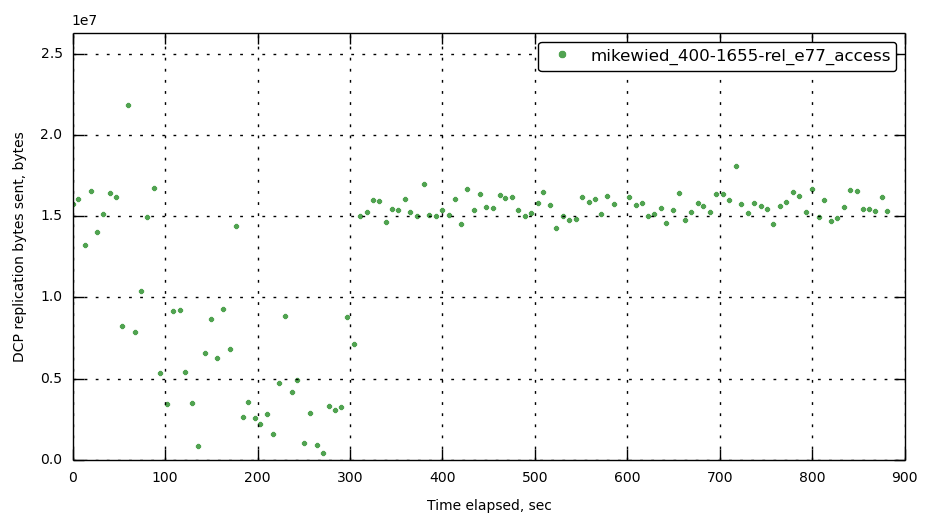 1e7
2.5
2.0
1.5
1.0
0.5
0.0
DCP replication bytes sent, bytes
mikewied_400-1655-rel_e77_access
0 100 200 300 400 500 600 700 800 900
Time elapsed, sec